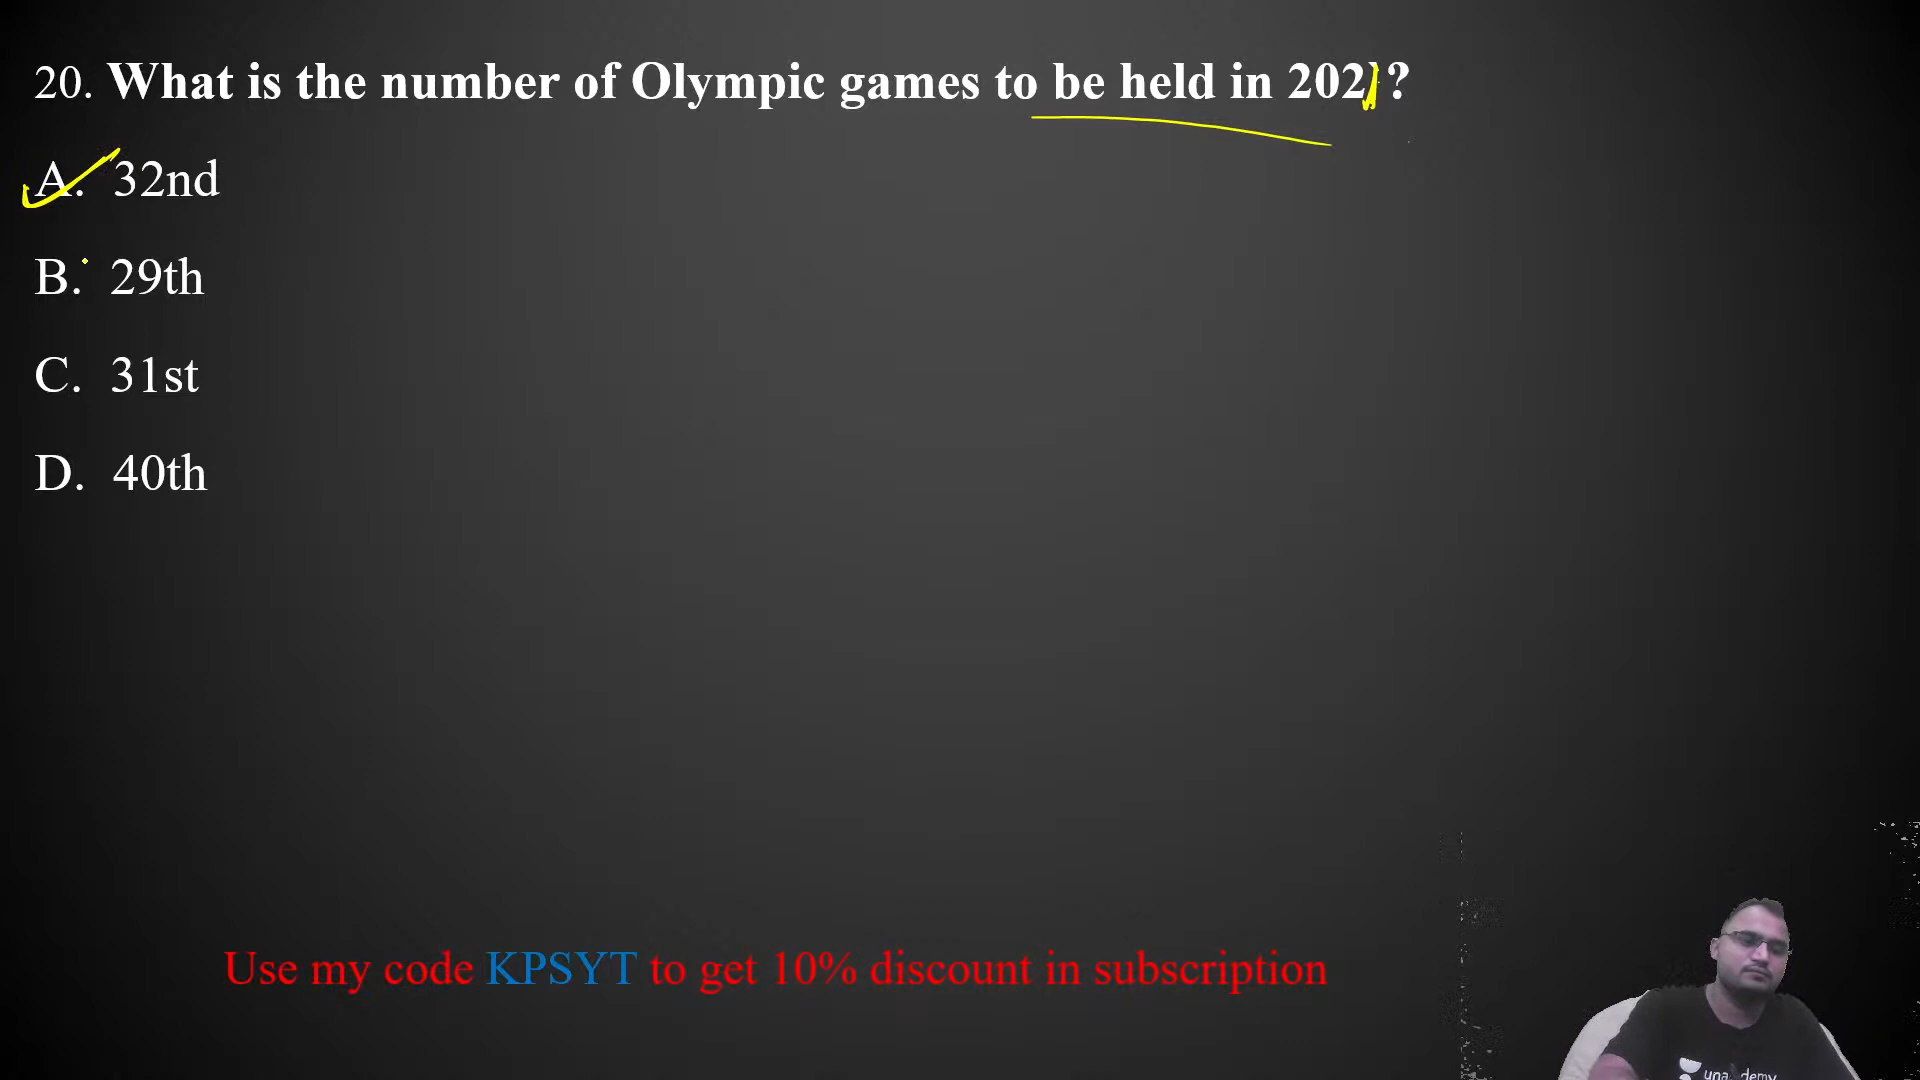 20. What is the number of Olympic games to be held in 2021?
A. 32nd
B. 29th
C. 31st
D. 40th
Use my code KPSYT to get 10% discount in subscription